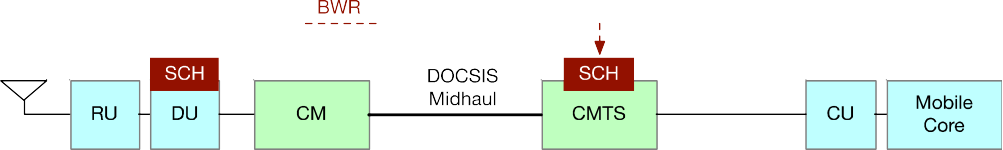 BWR
SCH
SCH
DOCSIS
Midhaul
RU
DU
CM
CMTS
CU
Mobile
Core